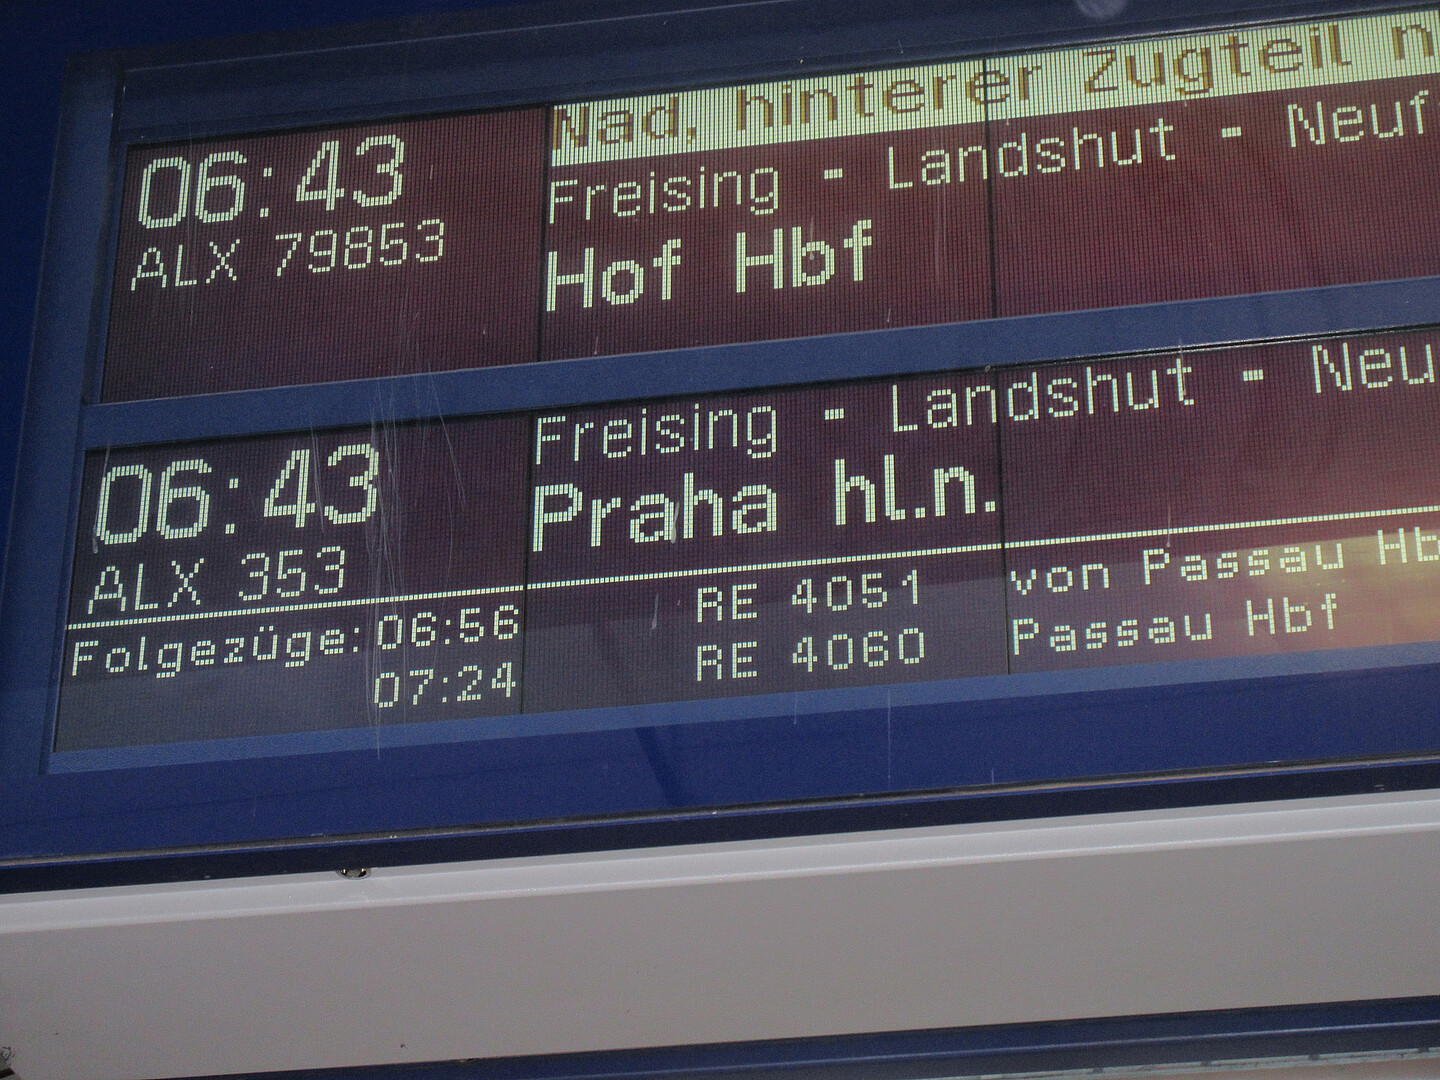 Nad, hinterer Zugteil n
06:43
Freising - Landshut - Neuf
ALX 79853
Hof Hbf
Freising - Landshut - Neu
06:43
Praha hl.n.
ALX 353
Folgezüge: 06:56 RE 4051 von Passau Hb
07:24 RE 4060 Passau Hbf